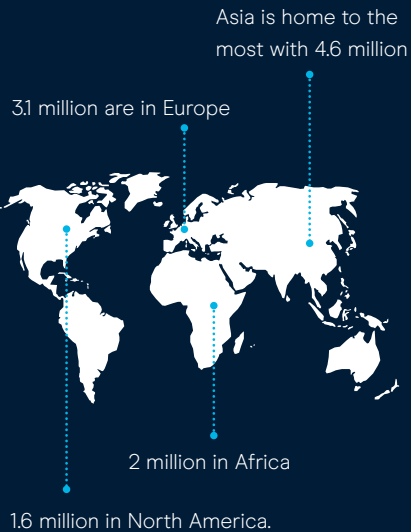 Asia is home to the
most with 4.6 million
3.1 million are in Europe
2 million in Africa
1.6 million in North America.